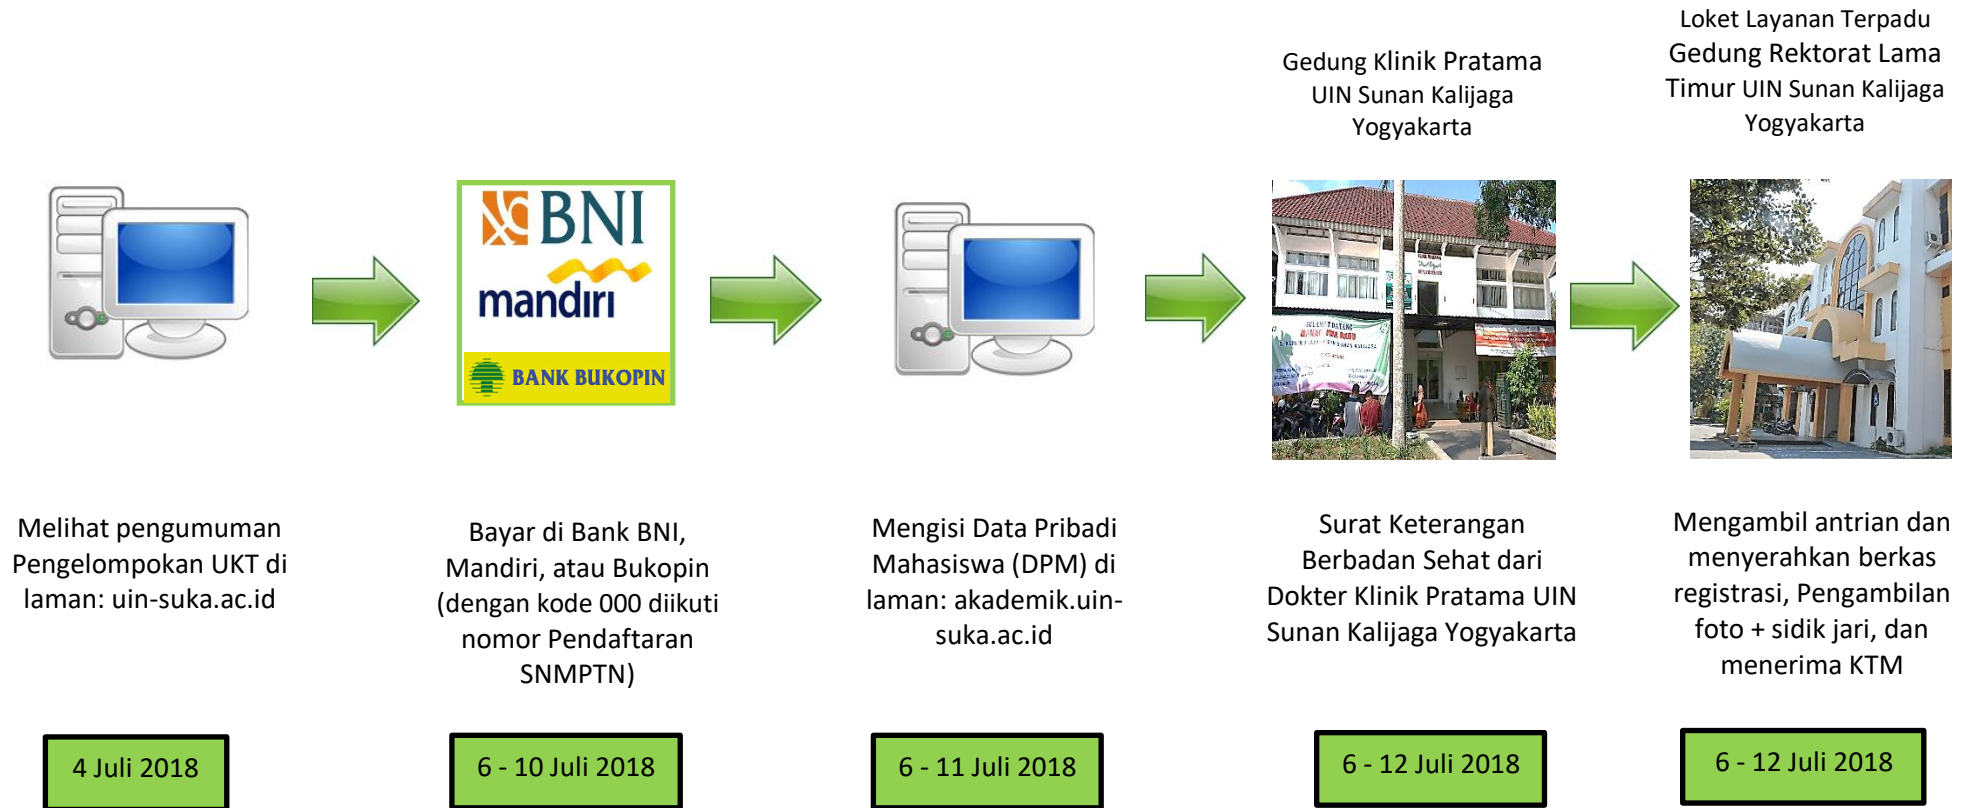 Gedung Klinik Pratama
UIN Sunan Kalijaga
Yogyakarta
Loket Layanan Terpadu
Gedung Rektorat Lama
Timur UIN Sunan Kalijaga
Yogyakarta
BNI
mandiri
BANK BUKOPIN
SELAMAT DATANG
Melihat pengumuman
Pengelompokan UKT di
laman: uin-suka.ac.id
Bayar di Bank BNI,
Mandiri, atau Bukopin
(dengan kode 000 diikuti
nomor Pendaftaran
SNMPTN)
Mengisi Data Pribadi
Mahasiswa (DPM) di
laman: akademik.uin-
suka.ac.id
Surat Keterangan
Berbadan Sehat dari
Dokter Klinik Pratama UIN
Sunan Kalijaga Yogyakarta
Mengambil antrian dan
menyerahkan berkas
registrasi, Pengambilan
foto + sidik jari, dan
menerima KTM
4 Juli 2018
6 - 10 Juli 2018
6 - 11 Juli 2018
6 - 12 Juli 2018
6 - 12 Juli 2018